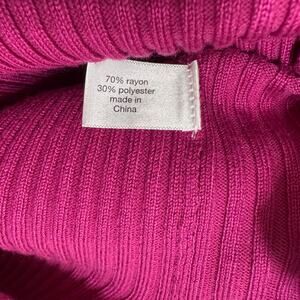 70% rayon
30% polyester
made in
China